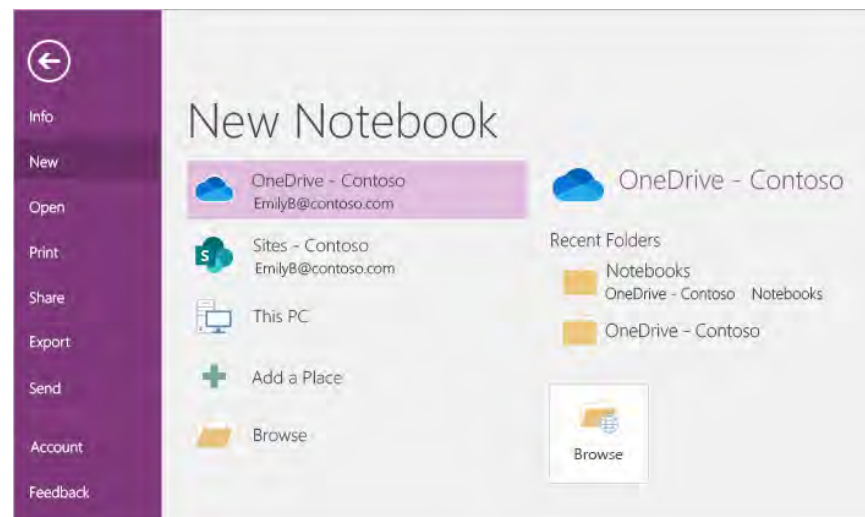 Info
New
Open
Print
Share
Export
Send
Account
Feedback
New Notebook
OneDrive - Contoso
EmilyB@contoso.com
S
Sites - Contoso
EmilyB@contoso.com
This PC
Add a Place
Browse
OneDrive - Contoso
Recent Folders
Notebooks
OneDrive - Contoso Notebooks
OneDrive - Contoso
Browse